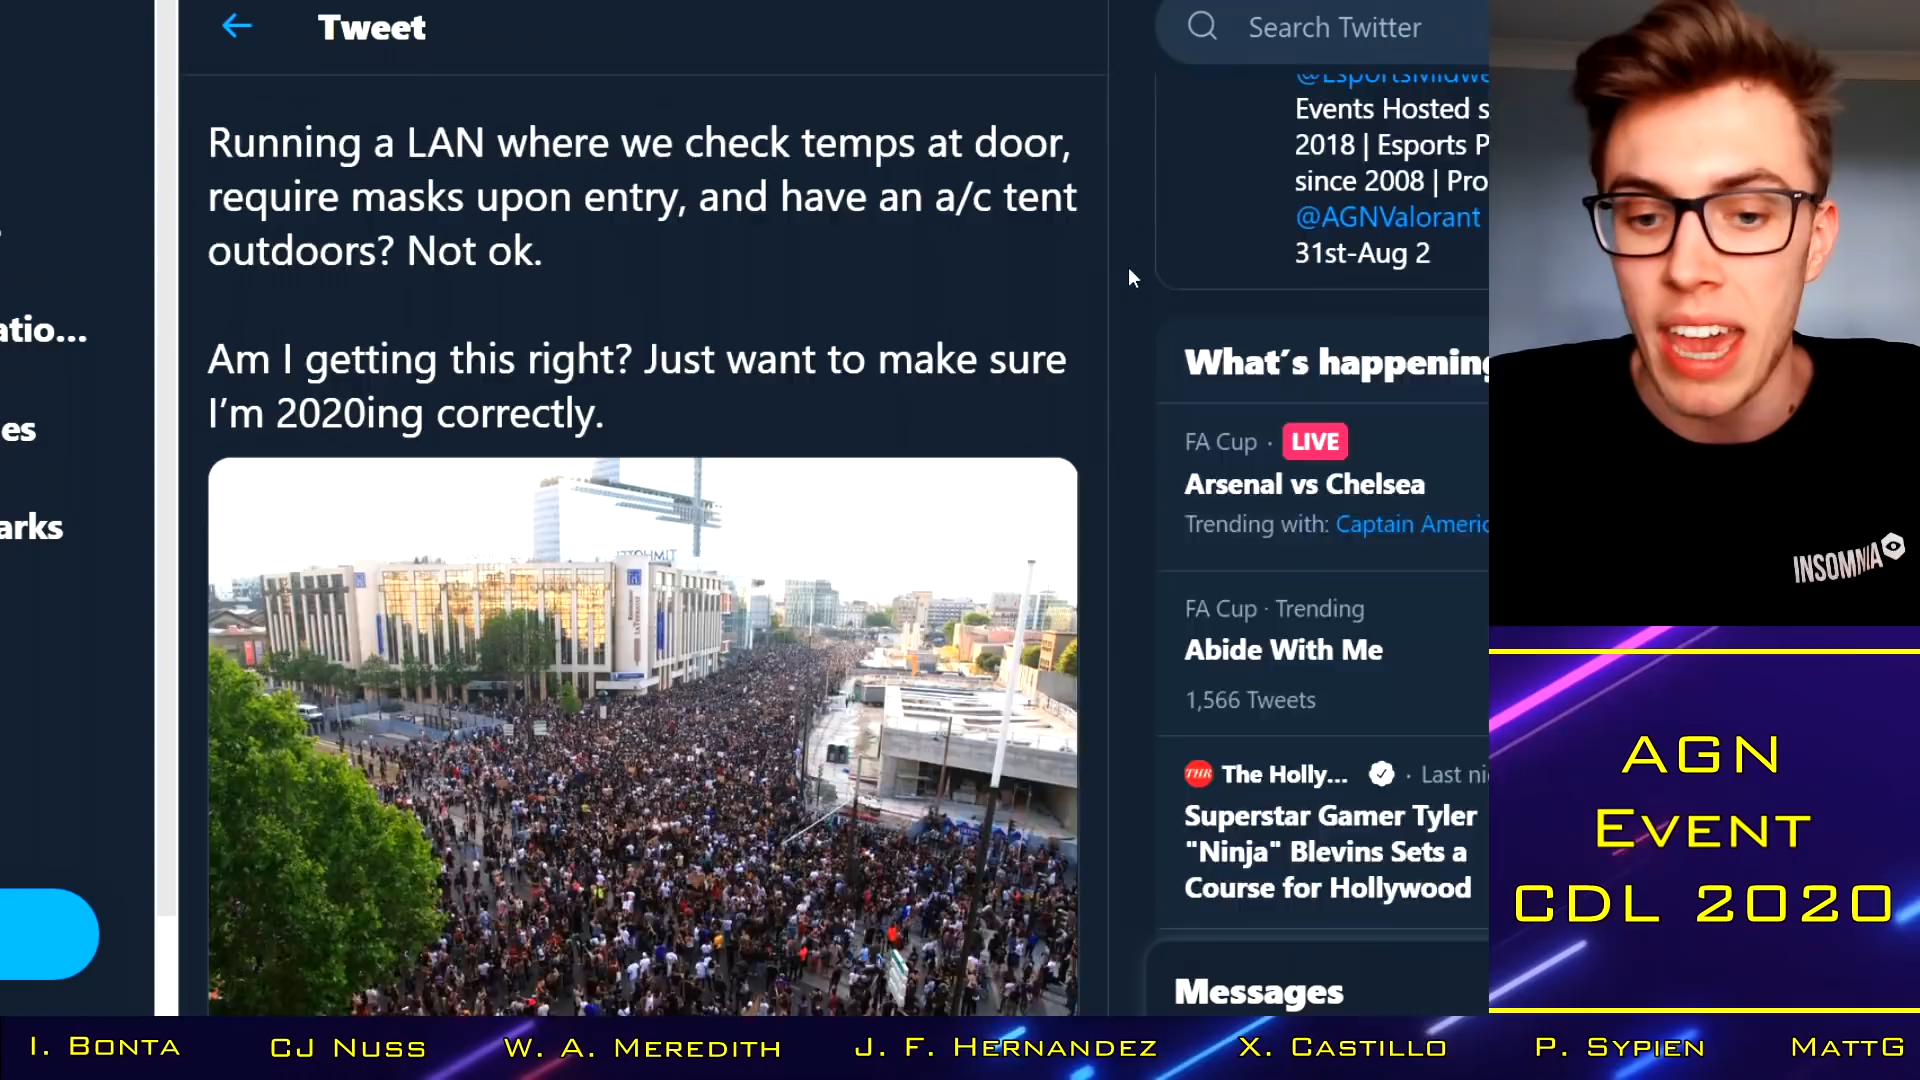 Tweet
Search Twitter
Running a LAN where we check temps at door,
require masks upon entry, and have an a/c tent
outdoors? Not ok.
Am I getting this right? Just want to make sure
I'm 2020ing correctly.
Events Hosted s
2018 | Esports P
since 2008 | Pro
@AGNValorant
31st-Aug 2
atio...
es
arks
What's happening
FA Cup · LIVE
Arsenal vs Chelsea
Trending with: Captain Americ
FA Cup · Trending
Abide With Me
1,566 Tweets
THR The Holly... · Last ni
Superstar Gamer Tyler
"Ninja" Blevins Sets a
Course for Hollywood
Messages
INSOMNIA
AGN
EVENT
CDL 2020
I. BONTA CJ NUSS W. A. MEREDITH J. F. HERNANDEZ X. CASTILLO P. SYPIEN MATTG